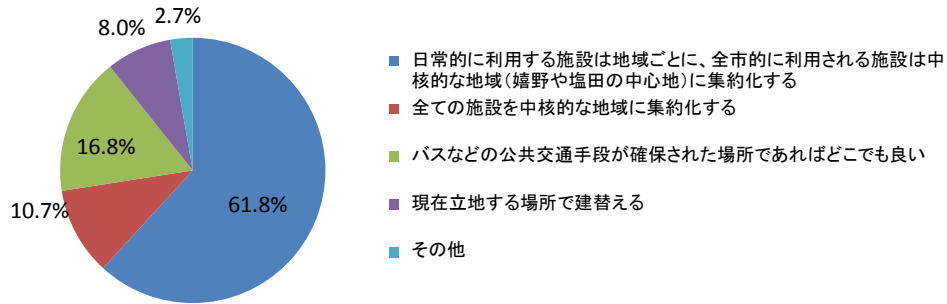 2.7%
8.0%
16.8%
10.7%
61.8%
日常的に利用する施設は地域ごとに、全市的に利用される施設は中
核的な地域（嬉野や塩田の中心地）に集約化する
全ての施設を中核的な地域に集約化する
バスなどの公共交通手段が確保された場所であればどこでも良い
現在立地する場所で建替える
その他